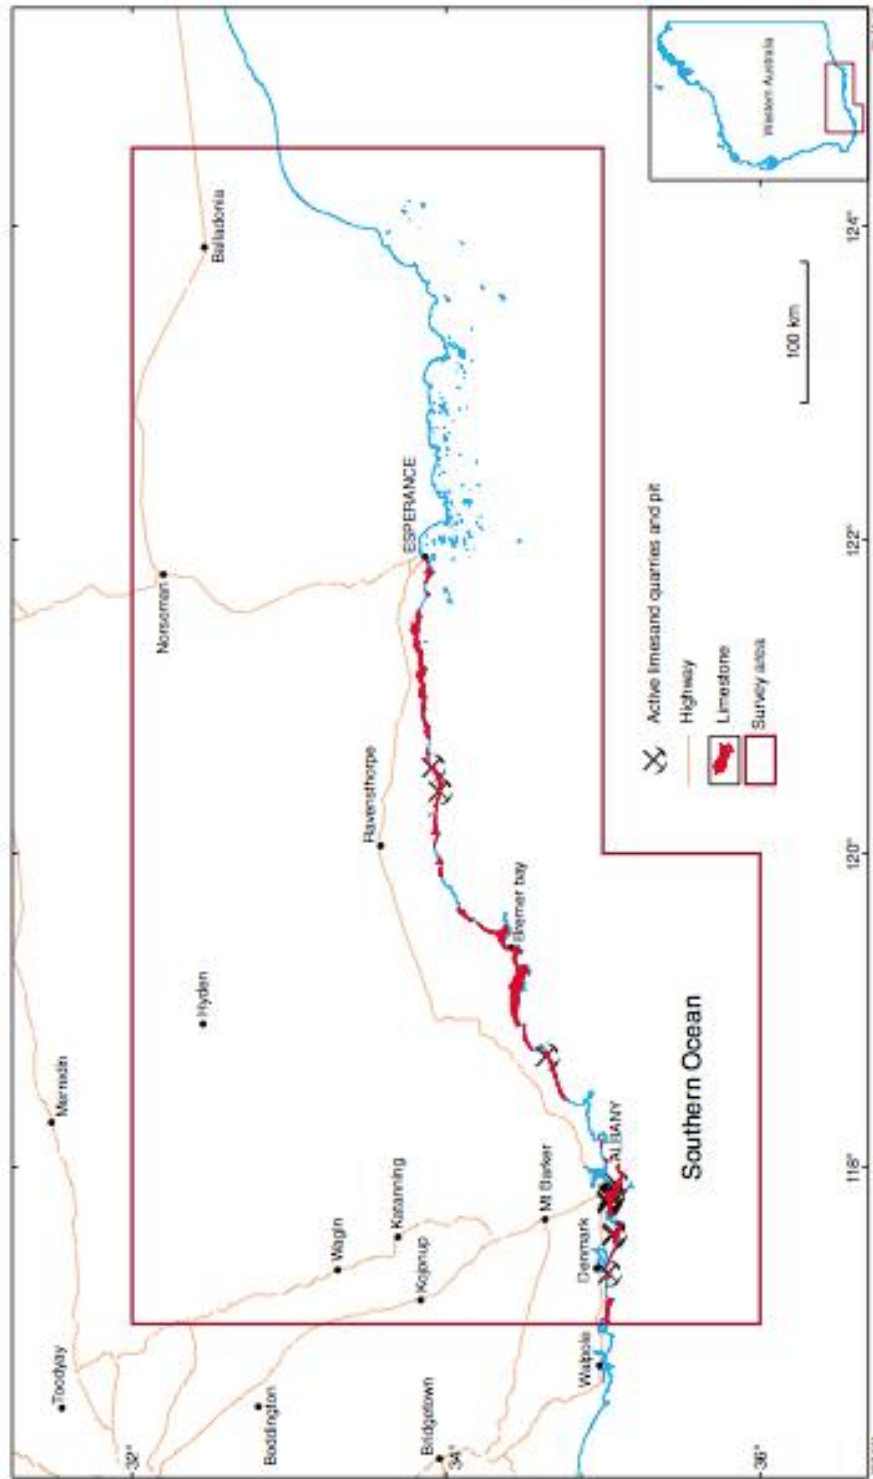 Toodyay
Merredin
Hyden
Norseman
Balladonia
Boddington
Wagin
Katanning
Kojonup
Bridgetown
Mt Barker
Ravensthorpe
ESPERANCE
Walpole
Denmark
ALBANY
Bremer bay
Southern Ocean
Active limesand quarries and pit
Highway
Limestone
Survey area
100 km
Western Australia
32°
34°
36°
118°
120°
122°
124°